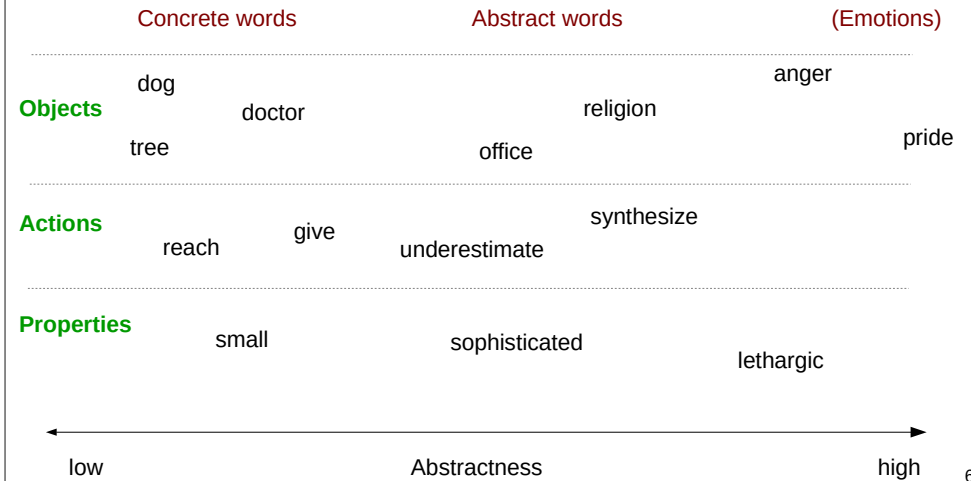 Concrete words Abstract words (Emotions)
anger
dog
Objects doctor religion
pride
tree office
synthesize
Actions give
reach underestimate
Properties
small sophisticated
lethargic
low Abstractness high 6